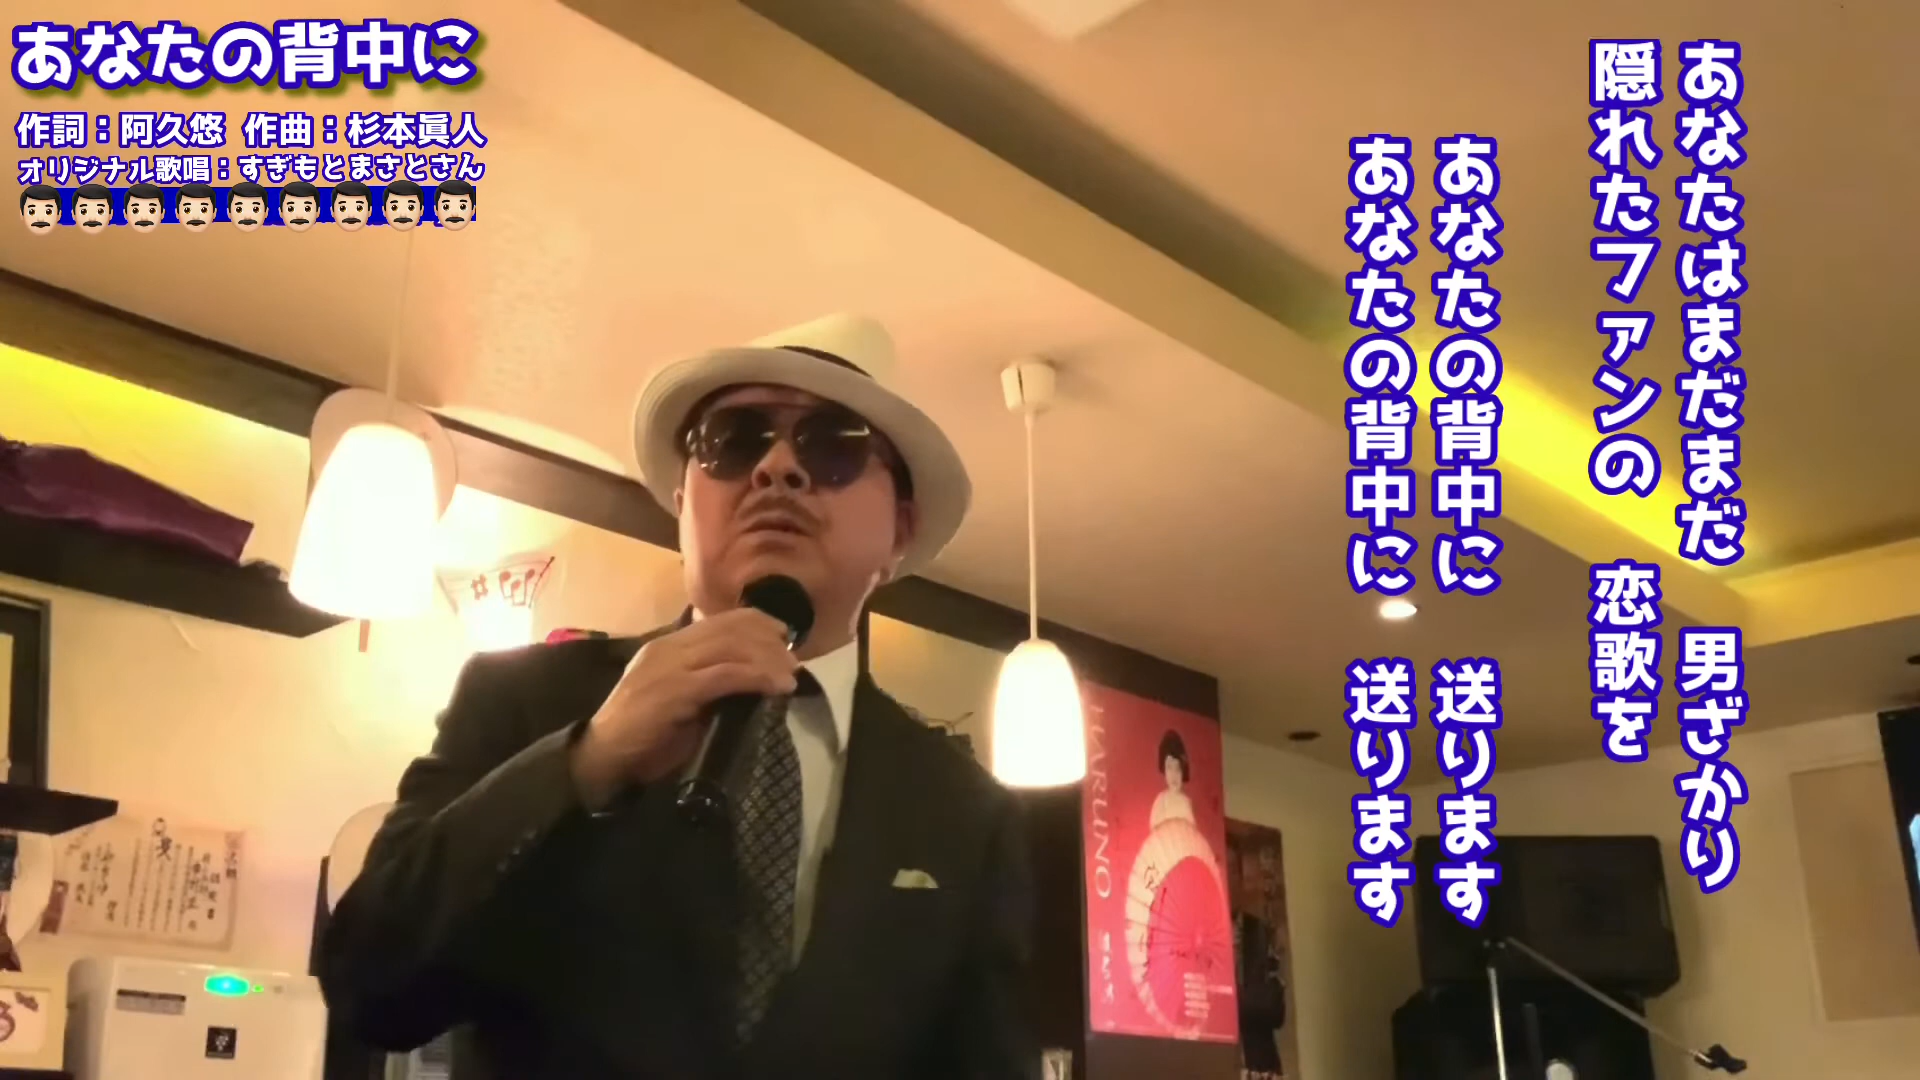 あなたの背中に
作詞：阿久悠 作曲：杉本眞人
オリジナル歌唱：すぎもとまさとさん
あなたはまだまだ 男ざかり
隠れたファンの 恋歌を
あなたの背中に 送ります
あなたの背中に 送ります
HARUNO